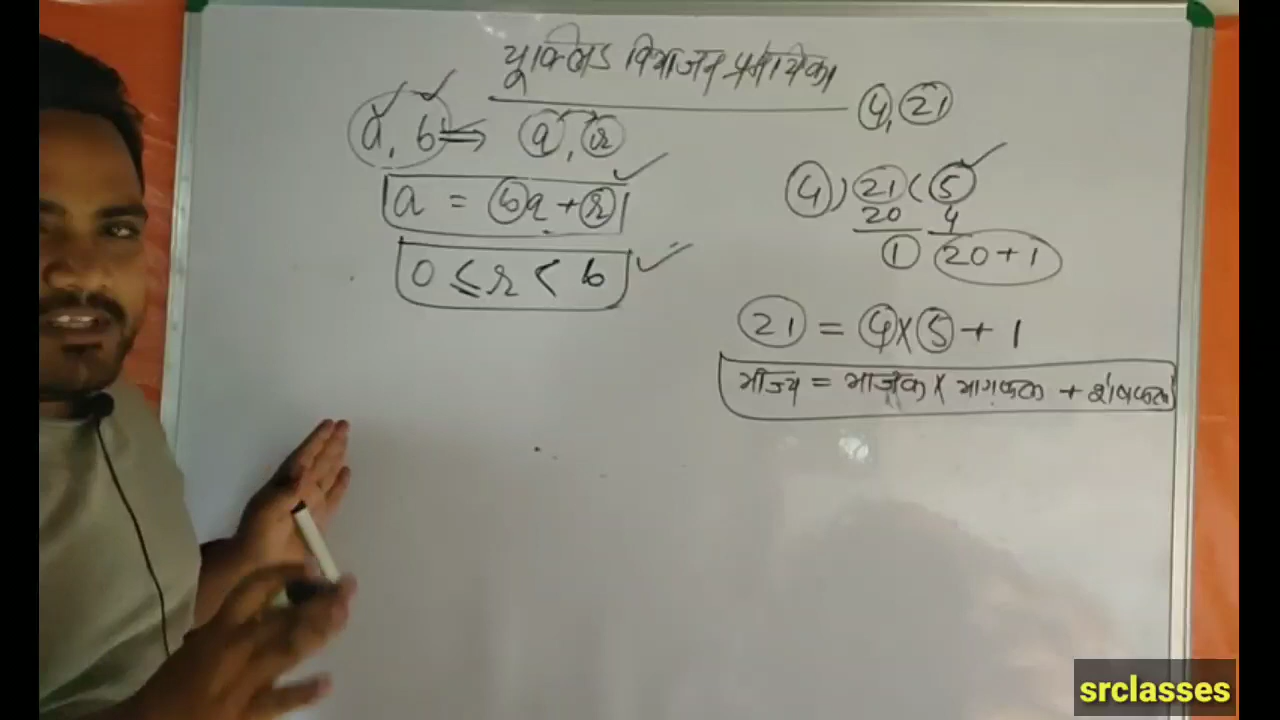 यूक्लिड विभाजन प्रमेयिका
a, b ⇒ q, r
a = bq + r
0 ≤ r < b
4, 21
4) 21 ( 5
20 4
1 20 + 1
21 = 4 × 5 + 1
भाज्य = भाजक × भागफल + शेषफल
srclasses